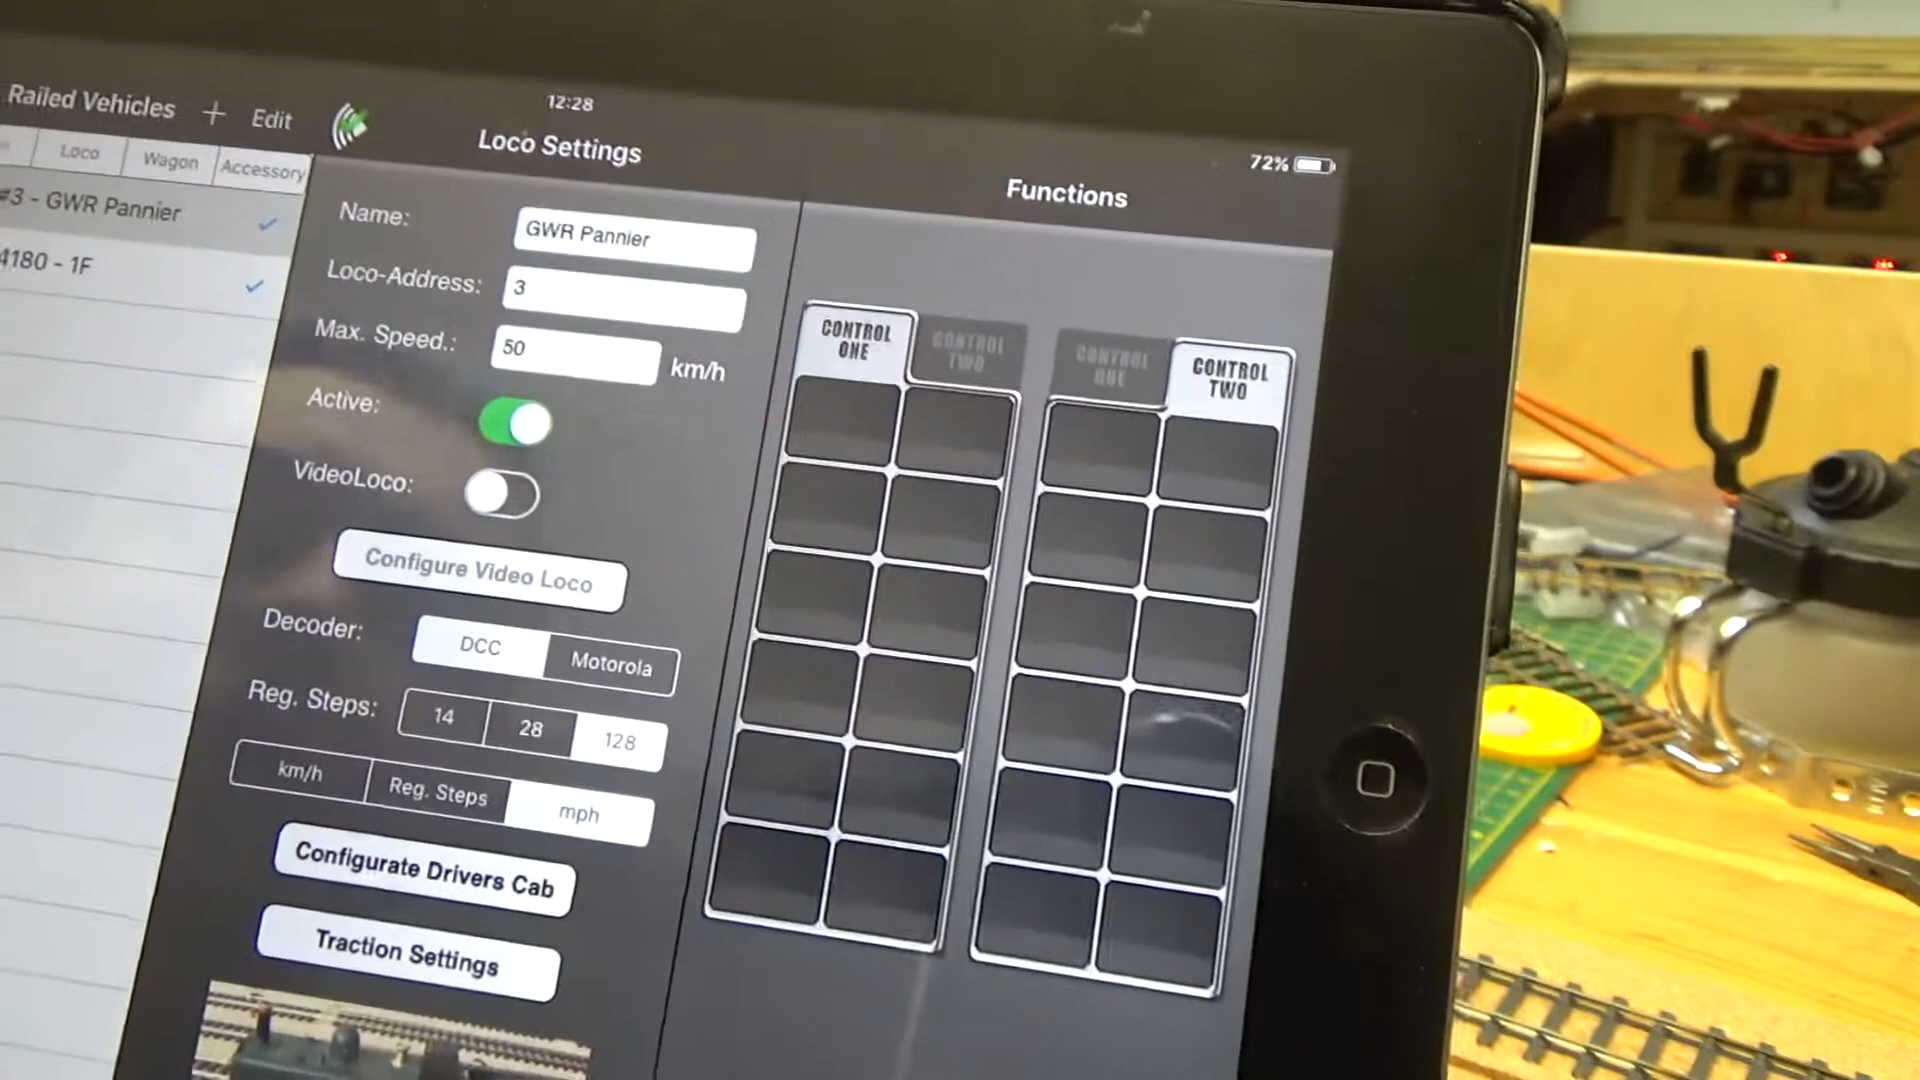 Railed Vehicles + Edit
Loco Wagon Accessory
#3 - GWR Pannier
4180 - 1F
12:28
Loco Settings
Name: GWR Pannier
Loco-Address: 3
Max. Speed.: 50 km/h
Active:
VideoLoco:
Configure Video Loco
Decoder: DCC Motorola
Reg. Steps: 14 28 128
km/h Reg. Steps mph
Configurate Drivers Cab
Traction Settings
72%
Functions
CONTROL
ONE
CONTROL
TWO
CONTROL
ONE
CONTROL
TWO